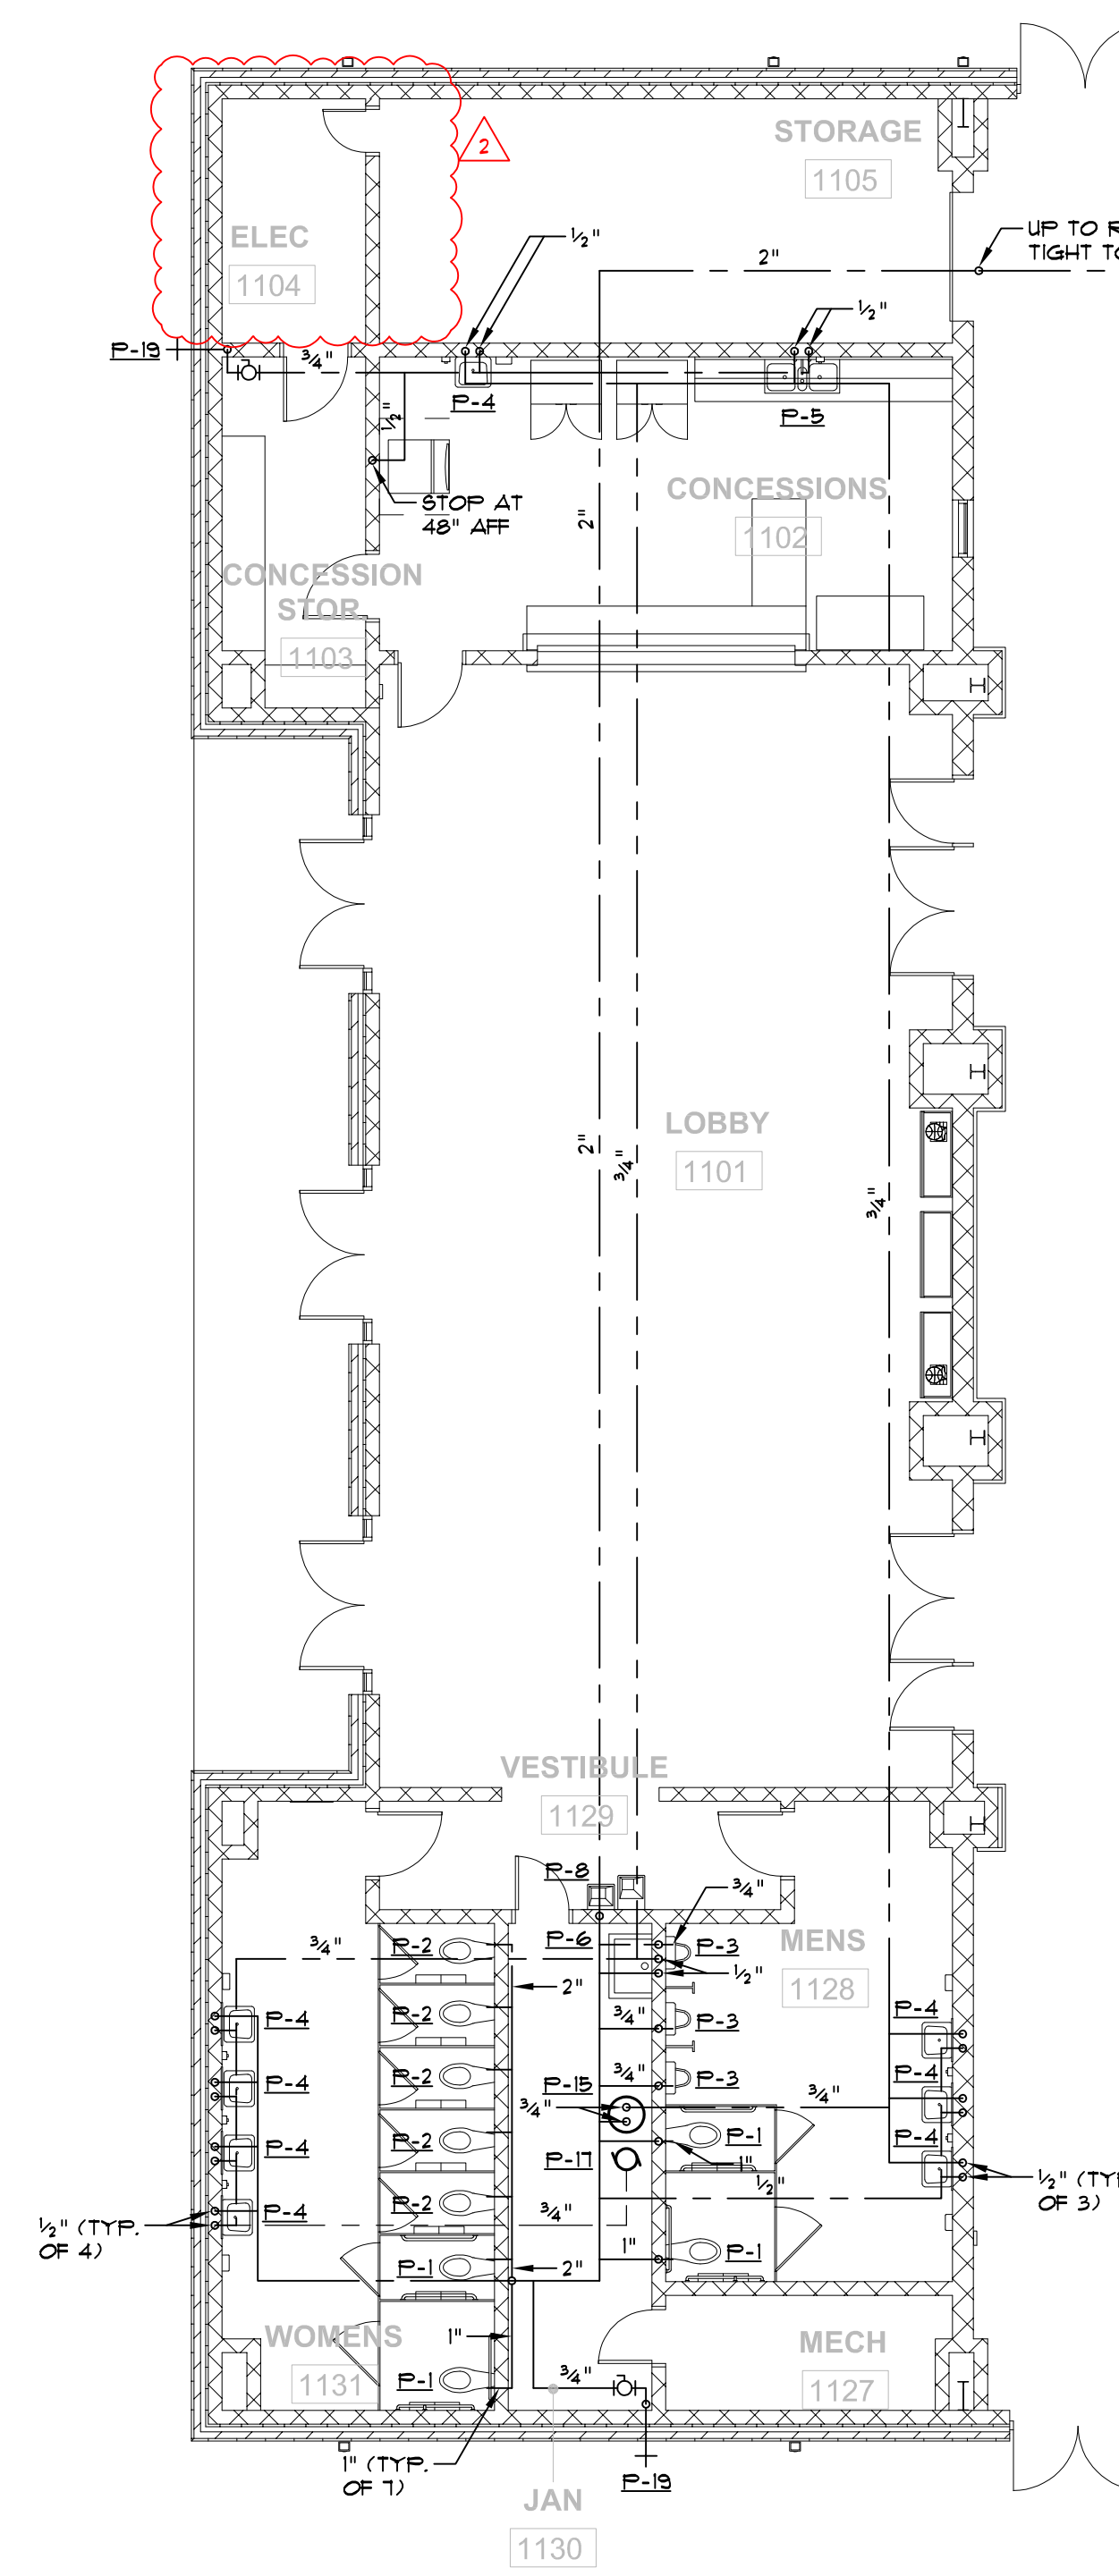 STORAGE
1105
2
ELEC
1104
1/2"
2"
UP TO R
TIGHT TO
1/2"
P-19
3/4"
P-4
P-5
1/2"
STOP AT
48" AFF
2"
CONCESSIONS
1102
CONCESSION
STOR
1103
LOBBY
1101
2"
3/4"
3/4"
VESTIBULE
1129
P-8
3/4"
3/4"
P-2
P-6
P-3
MENS
1128
2"
1/2"
P-2
P-4
3/4"
P-3
P-4
P-2
P-4
P-15
3/4"
P-3
3/4"
P-4
3/4"
P-4
P-2
P-17
P-1
P-4
1"
1/2"
1/2" (TYP
OF 3)
P-4
P-2
3/4"
1/2" (TYP.
OF 4)
P-1
2"
1"
P-1
WOMENS
1131
1"
P-1
3/4"
MECH
1127
1" (TYP.
OF 7)
P-19
JAN
1130